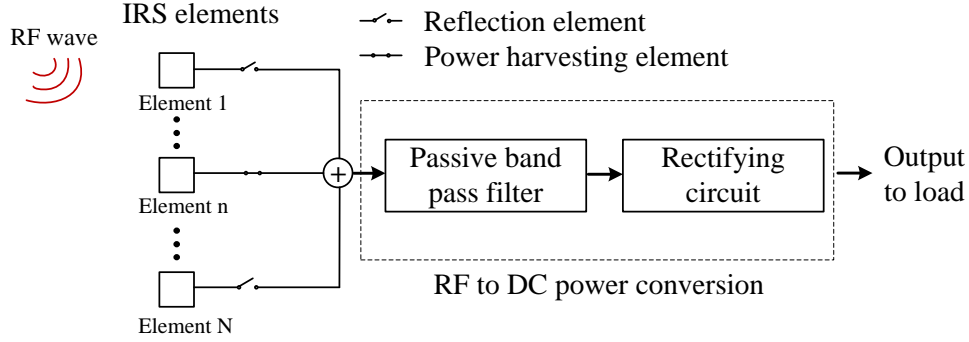 IRS elements
RF wave
Reflection element
Power harvesting element
Element 1
Element n
Element N
+
Passive band
pass filter
Rectifying
circuit
Output
to load
RF to DC power conversion